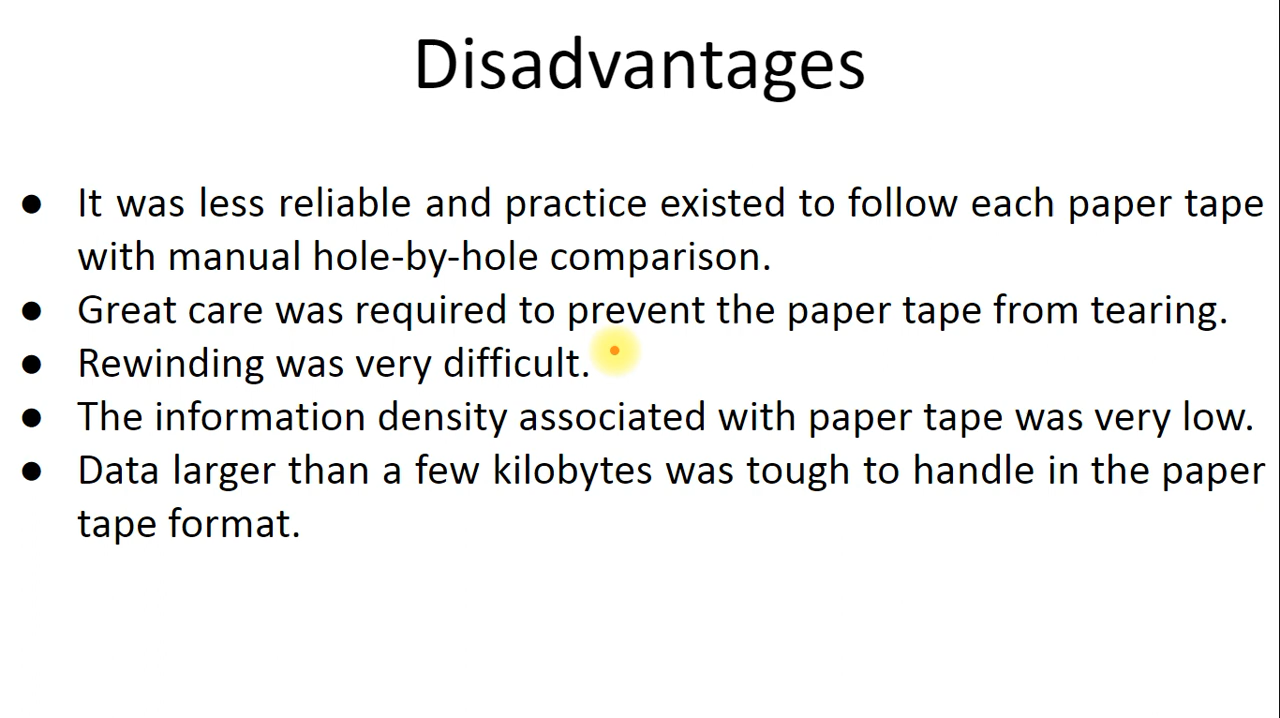 Disadvantages
● It was less reliable and practice existed to follow each paper tape
with manual hole-by-hole comparison.
● Great care was required to prevent the paper tape from tearing.
● Rewinding was very difficult.
● The information density associated with paper tape was very low.
● Data larger than a few kilobytes was tough to handle in the paper
tape format.